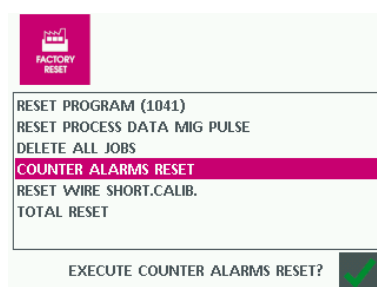 FACTORY
RESET
RESET PROGRAM (1041)
RESET PROCESS DATA MIG PULSE
DELETE ALL JOBS
COUNTER ALARMS RESET
RESET WIRE SHORT.CALIB.
TOTAL RESET
EXECUTE COUNTER ALARMS RESET?